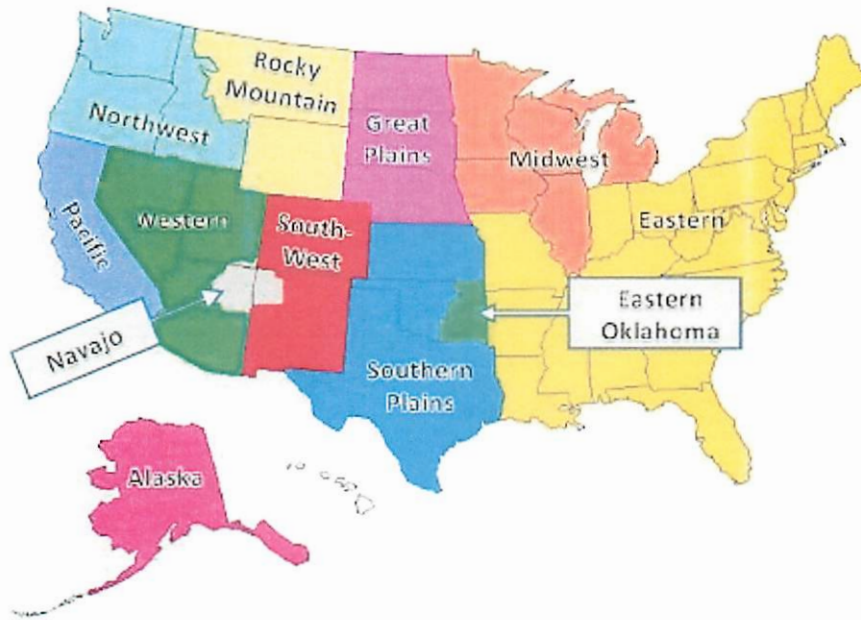 Rocky
Mountain
Northwest
Great
Plains
Midwest
Pacific
Western
South-
West
Eastern
Navajo
Eastern
Oklahoma
Southern
Plains
Alaska